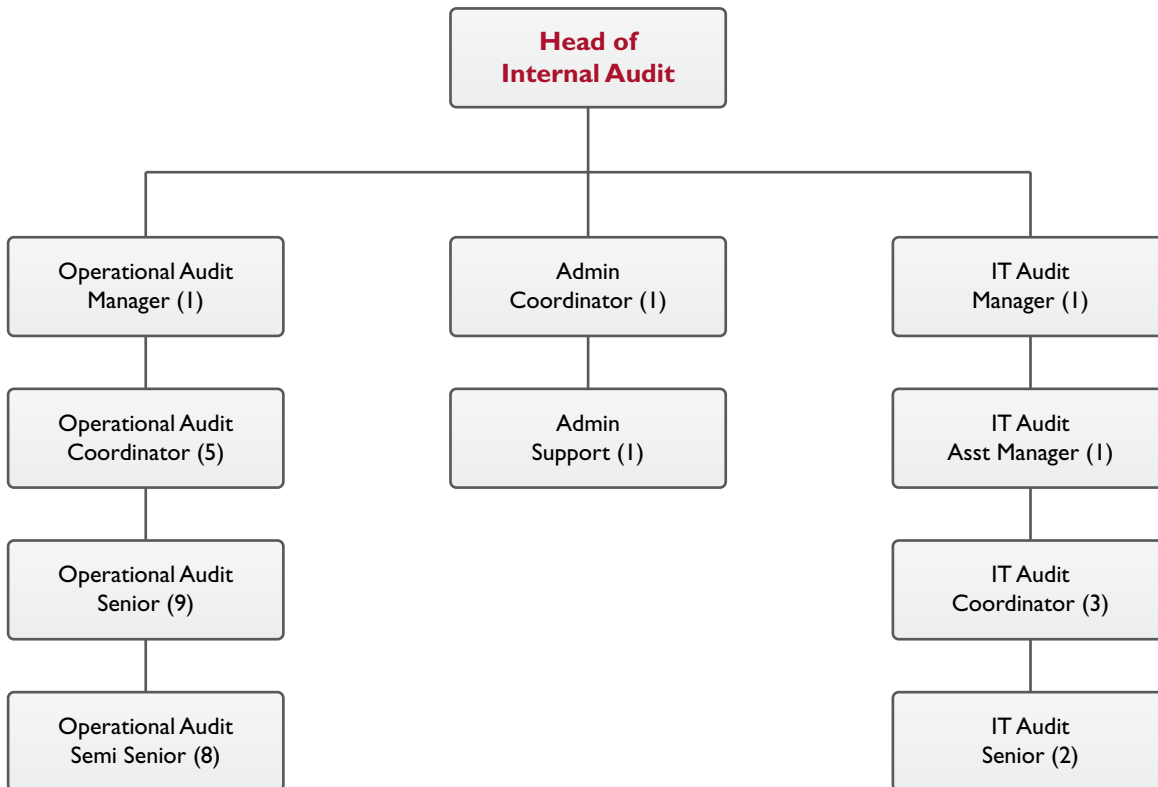 Head of
Internal Audit
Operational Audit
Manager (1)
Admin
Coordinator (1)
IT Audit
Manager (1)
Operational Audit
Coordinator (5)
Admin
Support (1)
IT Audit
Asst Manager (1)
Operational Audit
Senior (9)
IT Audit
Coordinator (3)
Operational Audit
Semi Senior (8)
IT Audit
Senior (2)